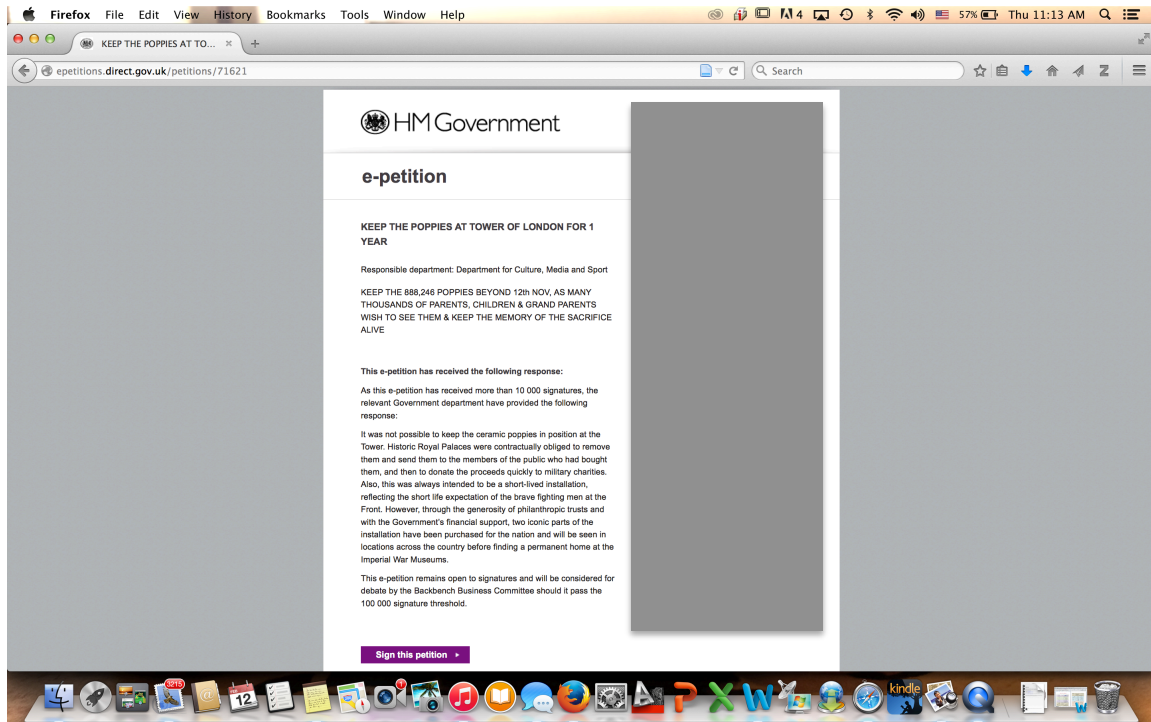 Firefox File Edit View History Bookmarks Tools Window Help
4
57%
Thu 11:13 AM
KEEP THE POPPIES AT TO... × +
epetitions.direct.gov.uk/petitions/71621
Search
HM Government
e-petition
KEEP THE POPPIES AT TOWER OF LONDON FOR 1
YEAR
Responsible department: Department for Culture, Media and Sport
KEEP THE 888,246 POPPIES BEYOND 12th NOV, AS MANY
THOUSANDS OF PARENTS, CHILDREN & GRAND PARENTS
WISH TO SEE THEM & KEEP THE MEMORY OF THE SACRIFICE
ALIVE
This e-petition has received the following response:
As this e-petition has received more than 10 000 signatures, the
relevant Government department have provided the following
response:
It was not possible to keep the ceramic poppies in position at the
Tower. Historic Royal Palaces were contractually obliged to remove
them and send them to the members of the public who had bought
them, and then to donate the proceeds quickly to military charities.
Also, this was always intended to be a short-lived installation,
reflecting the short life expectation of the brave fighting men at the
Front. However, through the generosity of philanthropic trusts and
with the Government's financial support, two iconic parts of the
installation have been purchased for the nation and will be seen in
locations across the country before finding a permanent home at the
Imperial War Museums.
This e-petition remains open to signatures and will be considered for
debate by the Backbench Business Committee should it pass the
100 000 signature threshold.
Sign this petition
3215
FEB
12
1
kindle